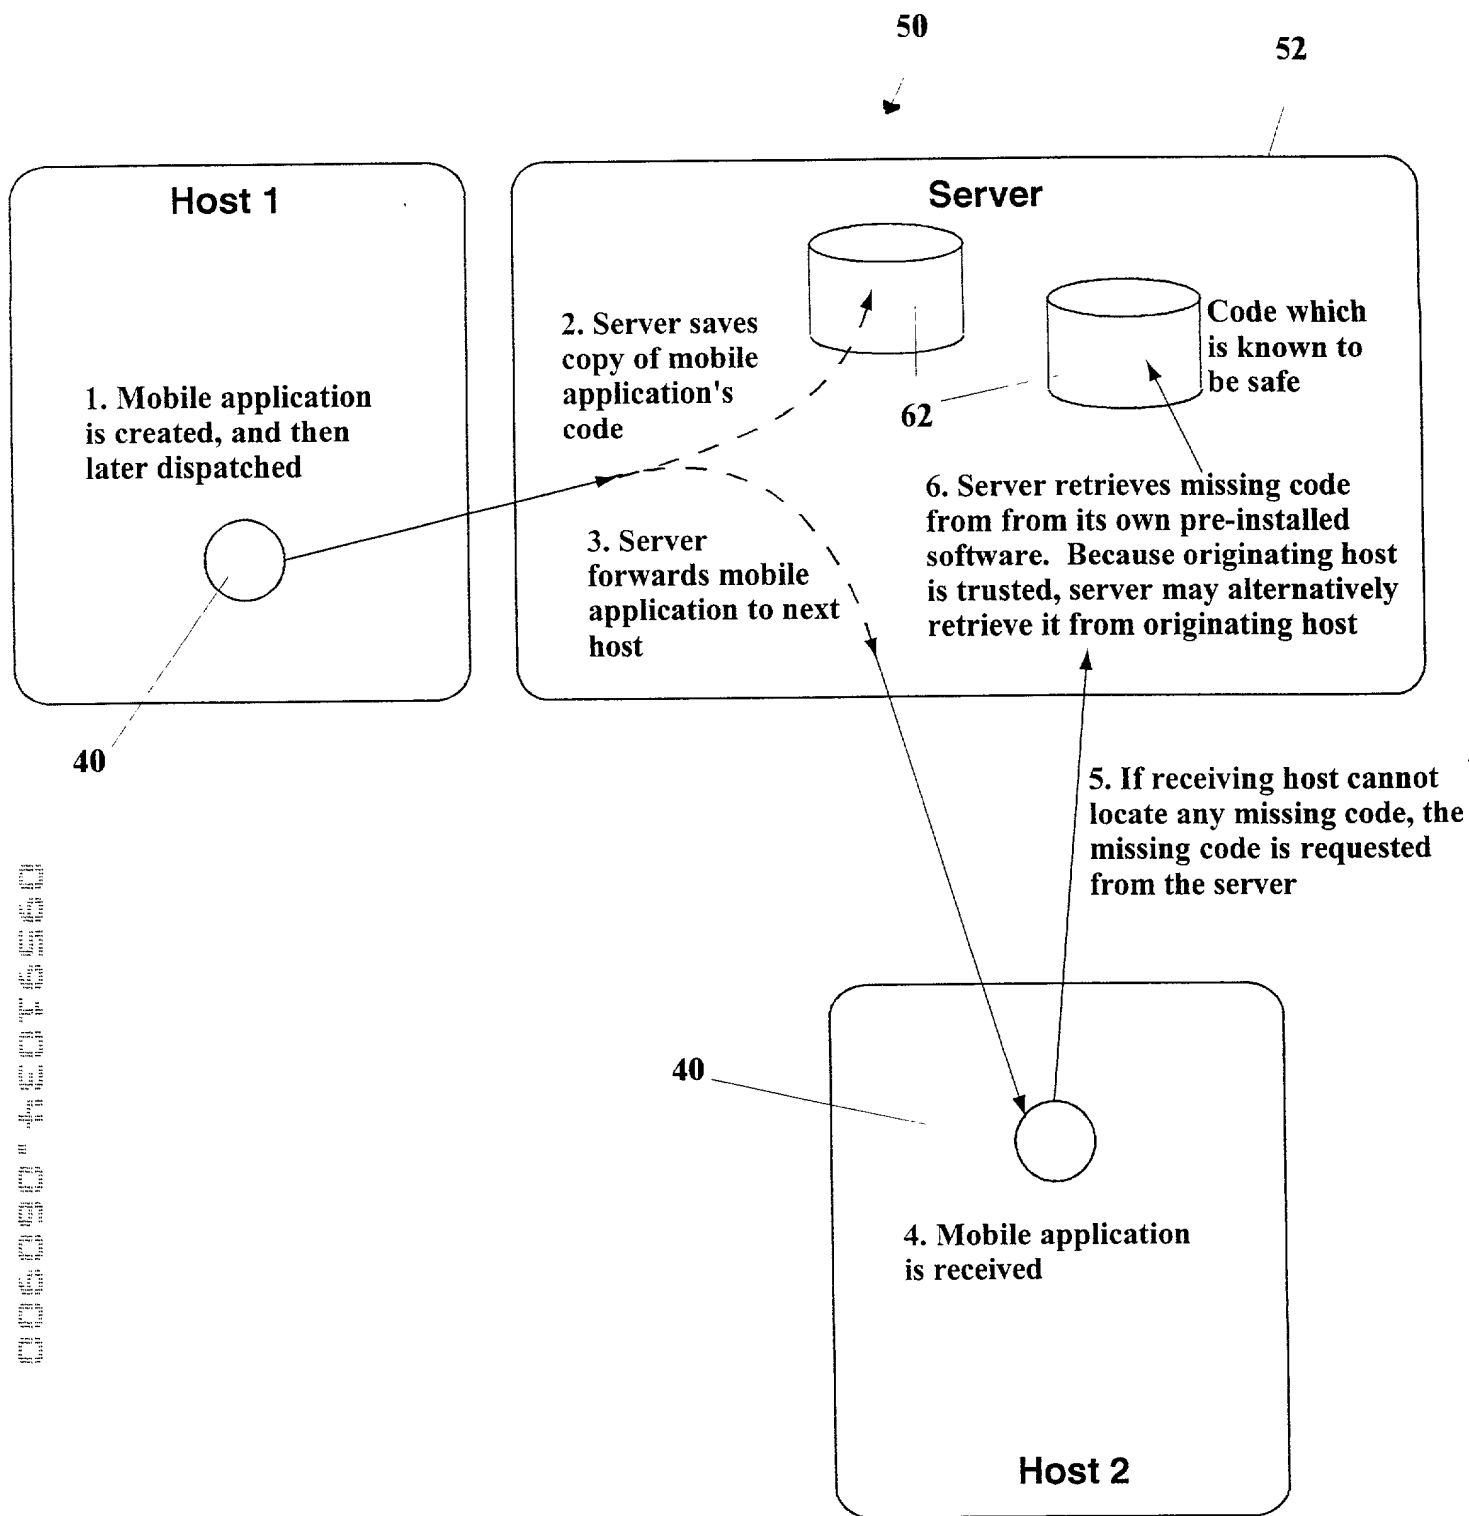 50
52
Host 1
Server
2. Server saves
copy of mobile
application's
code
Code which
is known to
be safe
62
1. Mobile application
is created, and then
later dispatched
6. Server retrieves missing code
from from its own pre-installed
software. Because originating host
is trusted, server may alternatively
retrieve it from originating host
3. Server
forwards mobile
application to next
host
40
5. If receiving host cannot
locate any missing code, the
missing code is requested
from the server
40
4. Mobile application
is received
Host 2